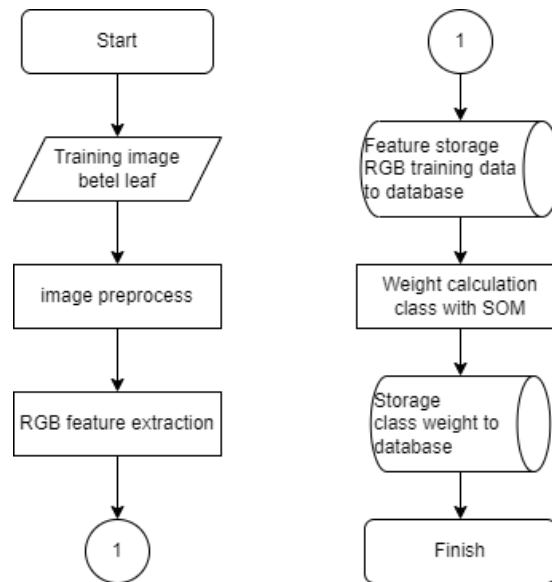 Start
Training image
betel leaf
image preprocess
RGB feature extraction
1
1
Feature storage
RGB training data
to database
Weight calculation
class with SOM
Storage
class weight to
database
Finish